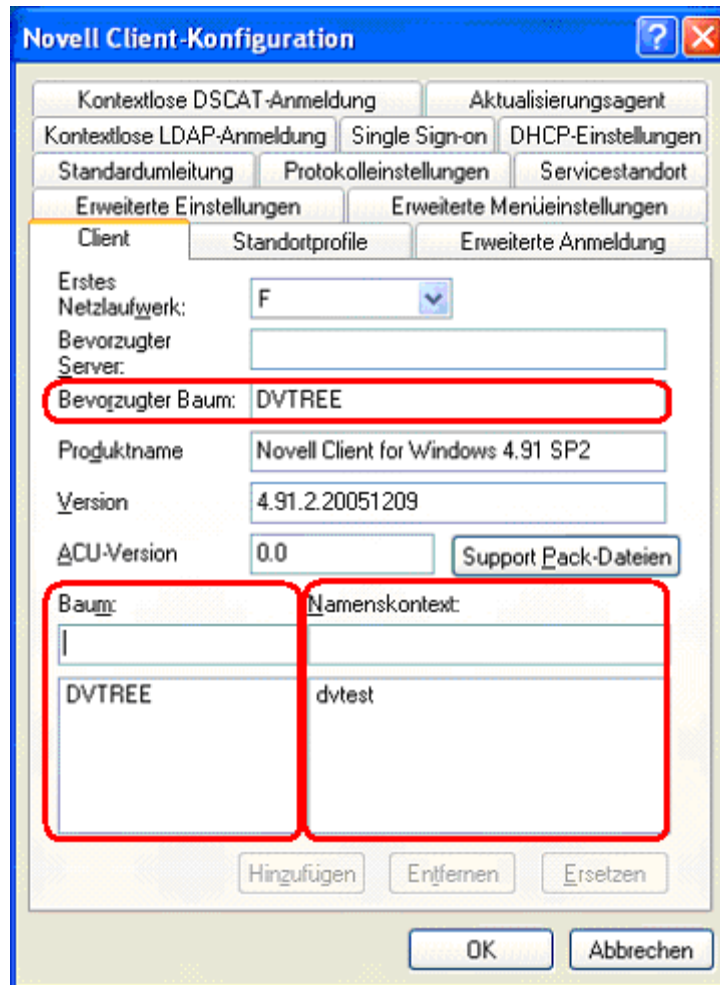 Novell Client-Konfiguration
Kontextlose DSCAT-Anmeldung Aktualisierungsagent
Kontextlose LDAP-Anmeldung Single Sign-on DHCP-Einstellungen
Standardumleitung Protokolleinstellungen Servicestandort
Erweiterte Einstellungen Erweiterte Menüeinstellungen
Client Standortprofile Erweiterte Anmeldung
Erstes
Netzlaufwerk: F
Bevorzugter
Server:
Bevorzugter Baum: DVTREE
Produktname Novell Client for Windows 4.91 SP2
Version 4.91.2.20051209
ACU-Version 0.0 Support Pack-Dateien
Baum: Namenskontext:
DVTREE dvtest
Hinzufügen Entfernen Ersetzen
OK Abbrechen